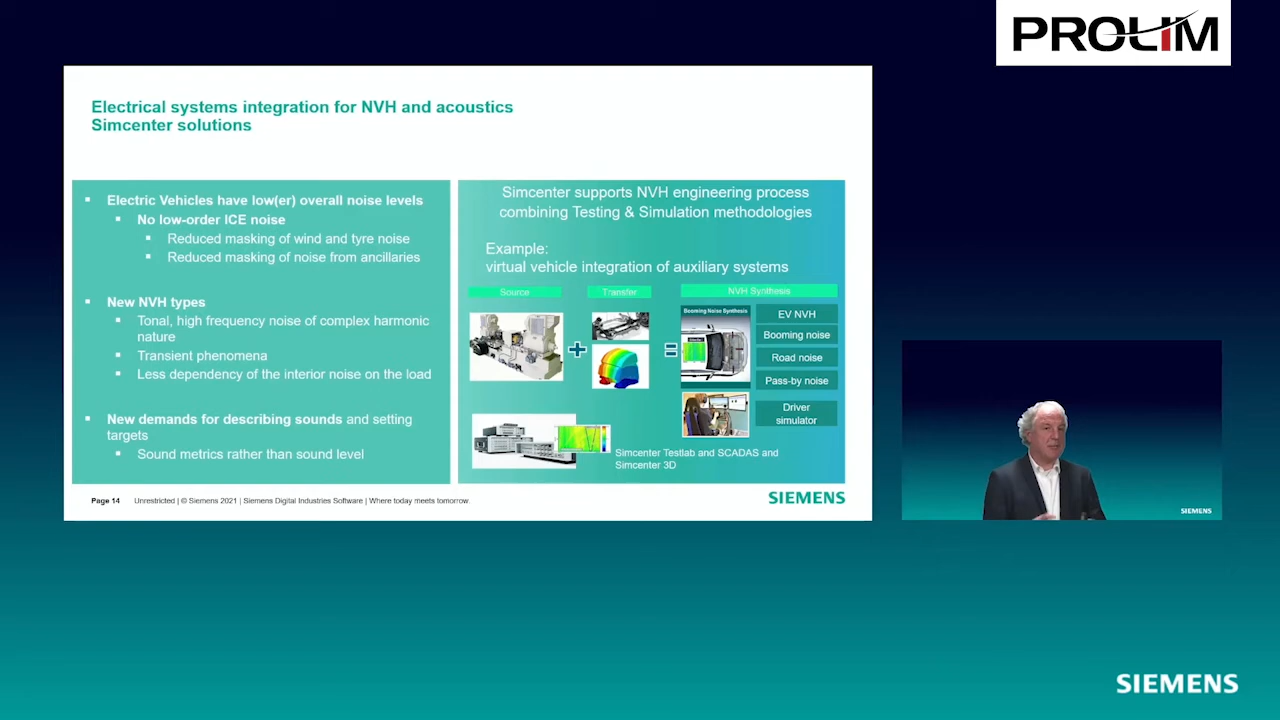 PROLIM
Electrical systems integration for NVH and acoustics
Simcenter solutions
▪ Electric Vehicles have low(er) overall noise levels
▪ No low-order ICE noise
▪ Reduced masking of wind and tyre noise
▪ Reduced masking of noise from ancillaries
▪ New NVH types
▪ Tonal, high frequency noise of complex harmonic
nature
▪ Transient phenomena
▪ Less dependency of the interior noise on the load
▪ New demands for describing sounds and setting
targets
▪ Sound metrics rather than sound level
Simcenter supports NVH engineering process
combining Testing & Simulation methodologies
Example:
virtual vehicle integration of auxiliary systems
Source
Transfer
NVH Synthesis
+
=
Booming Noise Synthesis
EV NVH
Booming noise
Road noise
Pass-by noise
Driver
simulator
Simcenter Testlab and SCADAS and
Simcenter 3D
Page 14 Unrestricted | © Siemens 2021 | Siemens Digital Industries Software | Where today meets tomorrow.
SIEMENS
SIEMENS
SIEMENS